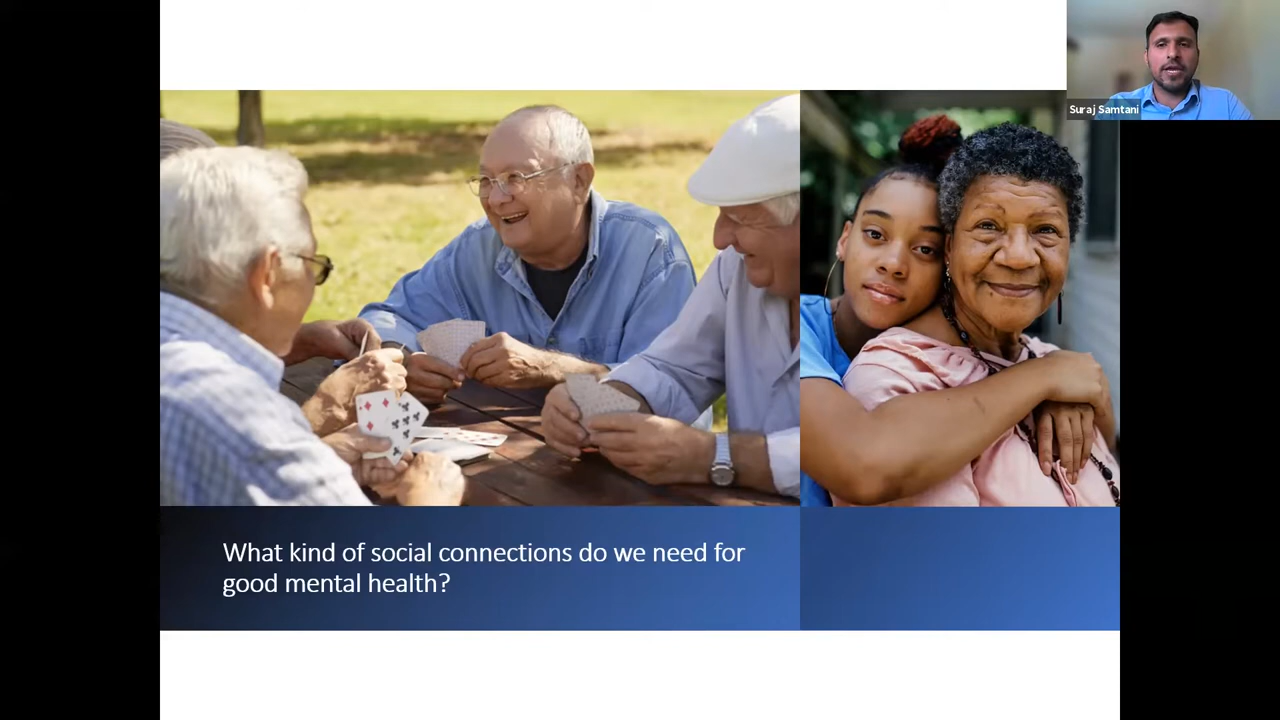 Suraj Samtani
What kind of social connections do we need for
good mental health?